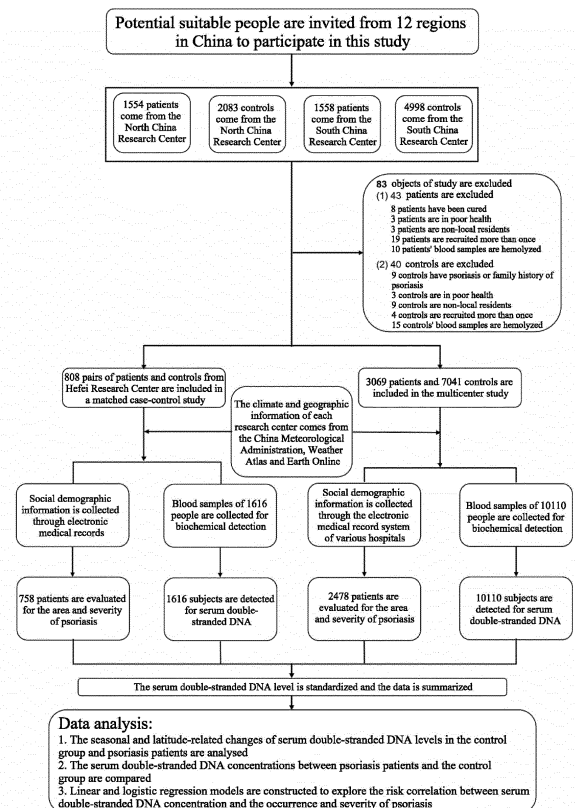 Potential suitable people are invited from 12 regions
in China to participate in this study
1554 patients
come from the
North China
Research Center
2083 controls
come from the
North China
Research Center
1558 patients
come from the
South China
Research Center
4998 controls
come from the
South China
Research Center
83 objects of study are excluded
(1) 43 patients are excluded
8 patients have been cured
3 patients are in poor health
3 patients are non-local residents
19 patients are recruited more than once
10 patients' blood samples are hemolyzed
(2) 40 controls are excluded
9 controls have psoriasis or family history of
psoriasis
3 controls are in poor health
9 controls are non-local residents
4 controls are recruited more than once
15 controls' blood samples are hemolyzed
808 pairs of patients and controls from
Hefei Research Center are included in
a matched case-control study
3069 patients and 7041 controls are
included in the multicenter study
The climate and geographic
information of each
research center comes from
the China Meteorological
Administration, Weather
Atlas and Earth Online
Social demographic
information is collected
through electronic
medical records
Blood samples of 1616
people are collected for
biochemical detection
Social demographic
information is collected
through the electronic
medical record system
of various hospitals
Blood samples of 10110
people are collected for
biochemical detection
758 patients are evaluated
for the area and severity
of psoriasis
1616 subjects are detected
for serum double-
stranded DNA
2478 patients are
evaluated for the area
and severity of psoriasis
10110 subjects are
detected for serum
double-stranded DNA
The serum double-stranded DNA level is standardized and the data is summarized
Data analysis:
1. The seasonal and latitude-related changes of serum double-stranded DNA levels in the control
group and psoriasis patients are analysed
2. The serum double-stranded DNA concentrations between psoriasis patients and the control
group are compared
3. Linear and logistic regression models are constructed to explore the risk correlation between serum
double-stranded DNA concentration and the occurrence and severity of psoriasis